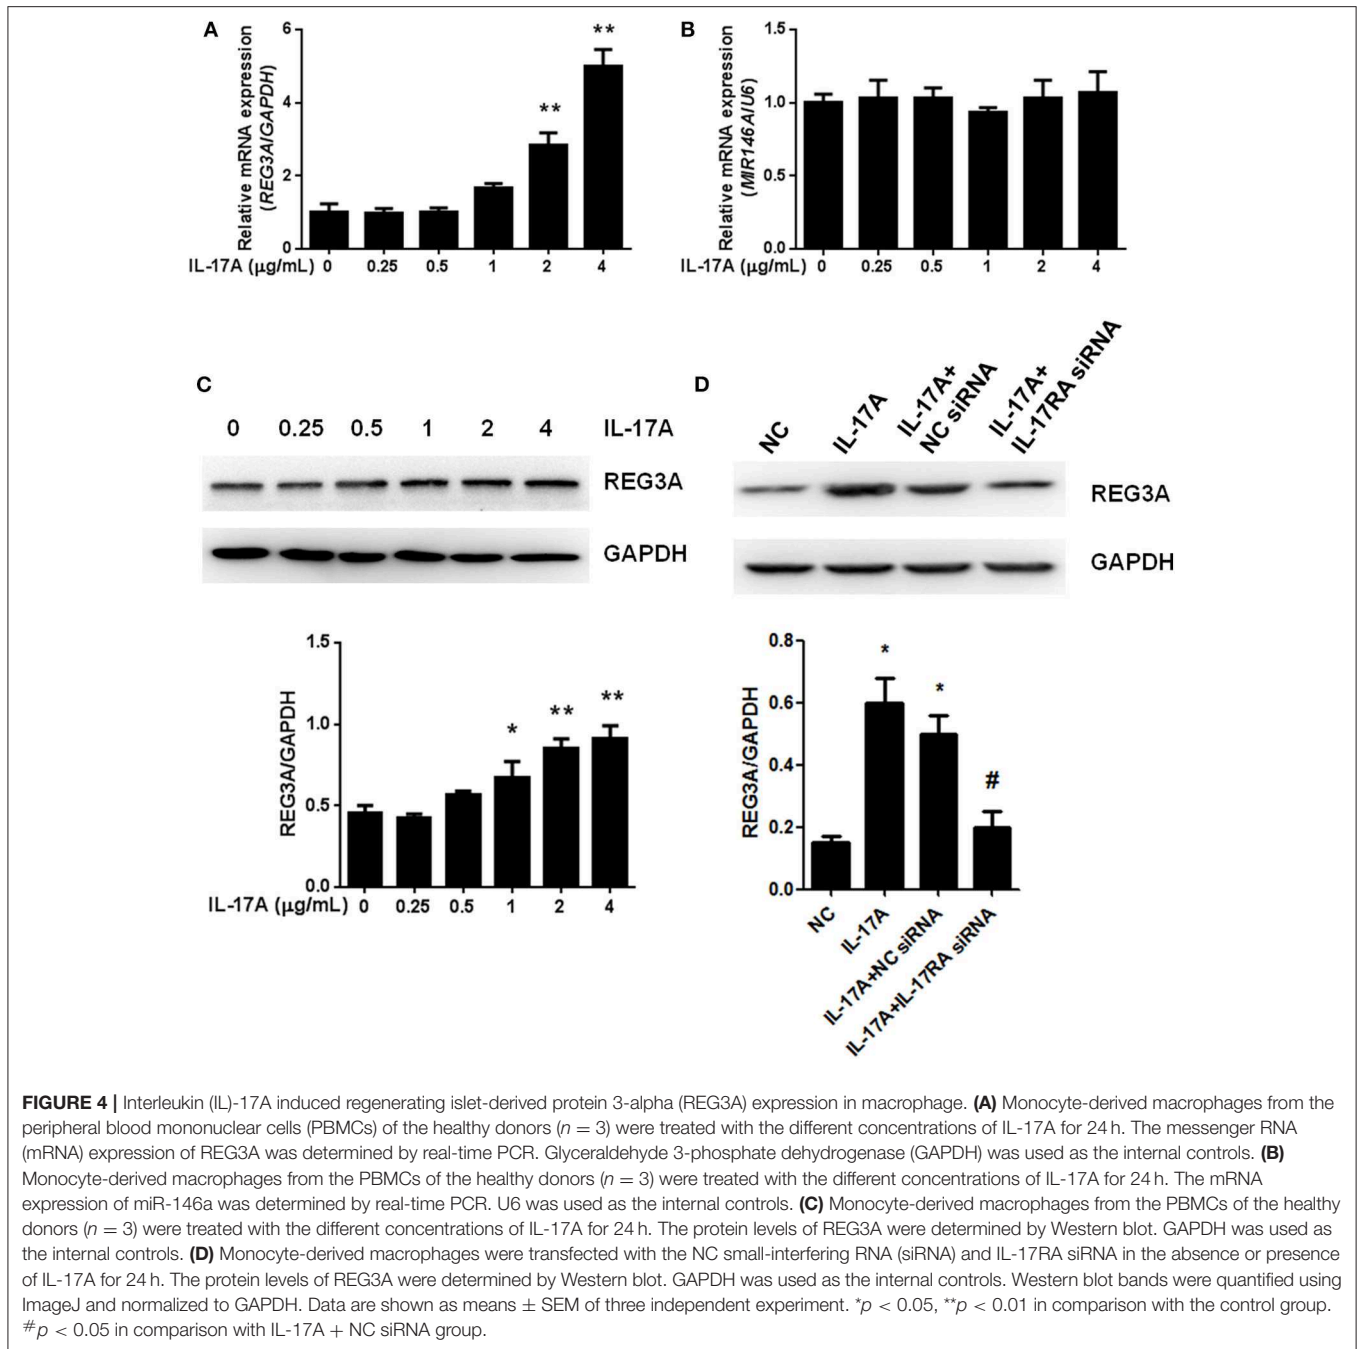 A
B
Relative mRNA expression
(REG3A/GAPDH)
6
4
2
0
**
**
IL-17A (μg/mL) 0 0.25 0.5 1 2 4
Relative mRNA expression
(MIR146A/U6)
1.5
1.0
0.5
0.0
IL-17A (μg/mL) 0 0.25 0.5 1 2 4
C
0 0.25 0.5 1 2 4 IL-17A
REG3A
GAPDH
REG3A/GAPDH
1.5
1.0
0.5
0.0
*
**
**
IL-17A (μg/mL) 0 0.25 0.5 1 2 4
D
NC
IL-17A
IL-17A+
NC siRNA
IL-17A+
IL-17RA siRNA
REG3A
GAPDH
REG3A/GAPDH
0.8
0.6
0.4
0.2
0.0
*
*
#
NC
IL-17A
IL-17A+NC siRNA
IL-17A+IL-17RA siRNA
FIGURE 4 | Interleukin (IL)-17A induced regenerating islet-derived protein 3-alpha (REG3A) expression in macrophage. (A) Monocyte-derived macrophages from the
peripheral blood mononuclear cells (PBMCs) of the healthy donors (n = 3) were treated with the different concentrations of IL-17A for 24 h. The messenger RNA
(mRNA) expression of REG3A was determined by real-time PCR. Glyceraldehyde 3-phosphate dehydrogenase (GAPDH) was used as the internal controls. (B)
Monocyte-derived macrophages from the PBMCs of the healthy donors (n = 3) were treated with the different concentrations of IL-17A for 24 h. The mRNA
expression of miR-146a was determined by real-time PCR. U6 was used as the internal controls. (C) Monocyte-derived macrophages from the PBMCs of the healthy
donors (n = 3) were treated with the different concentrations of IL-17A for 24 h. The protein levels of REG3A were determined by Western blot. GAPDH was used as
the internal controls. (D) Monocyte-derived macrophages were transfected with the NC small-interfering RNA (siRNA) and IL-17RA siRNA in the absence or presence
of IL-17A for 24 h. The protein levels of REG3A were determined by Western blot. GAPDH was used as the internal controls. Western blot bands were quantified using
ImageJ and normalized to GAPDH. Data are shown as means ± SEM of three independent experiment. *p < 0.05, **p < 0.01 in comparison with the control group.
#p < 0.05 in comparison with IL-17A + NC siRNA group.